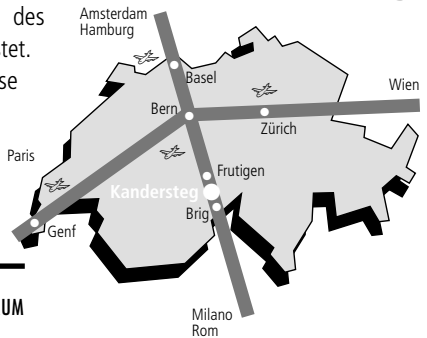 des
Amsterdam
Hamburg
tet.
se
Basel
Wien
Bern
Zürich
Paris
Frutigen
Kandersteg
Brig
Genf
UM
Milano
Rom